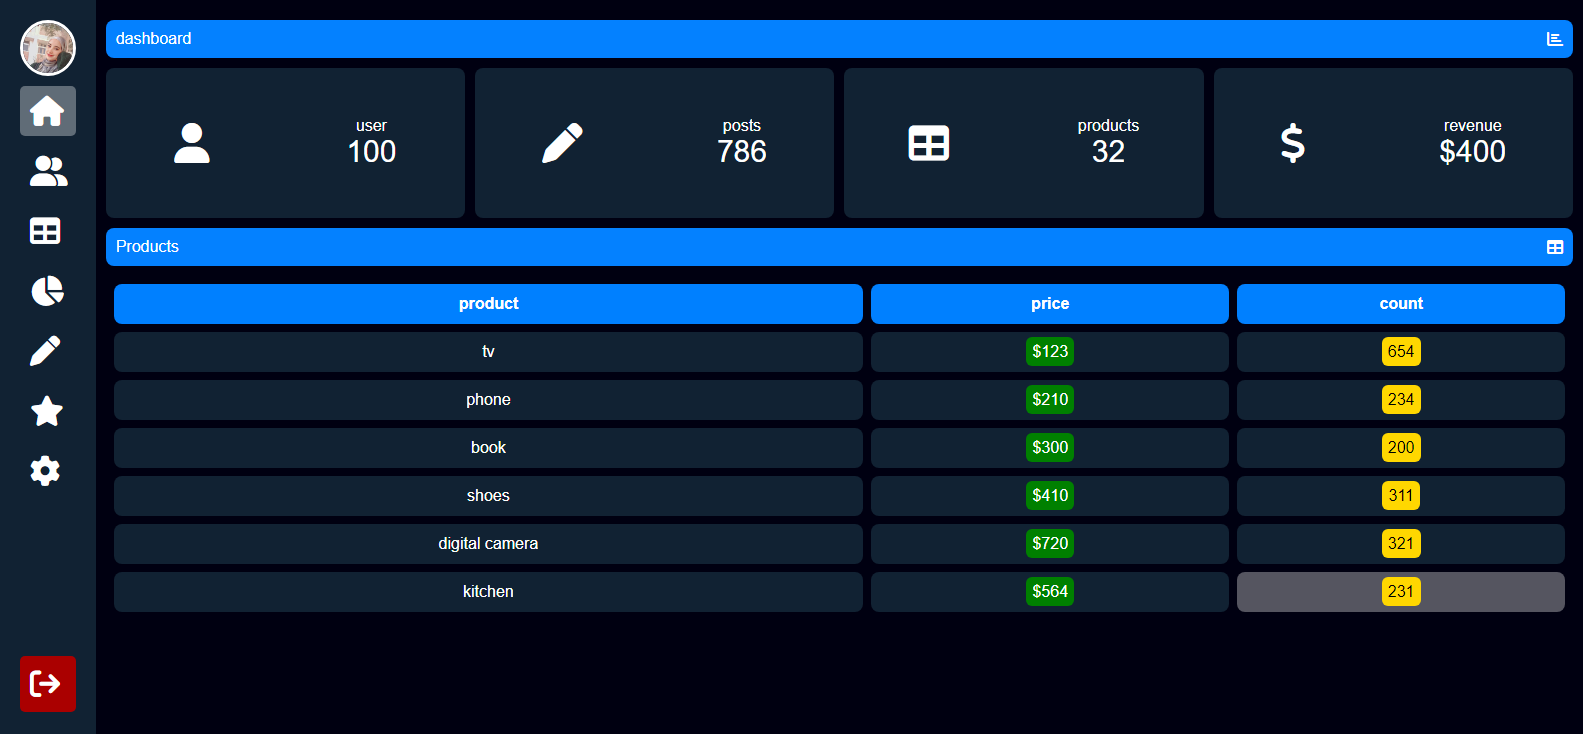 dashboard
user
100
posts
786
products
32
revenue
$400
Products
product price count
tv $123 654
phone $210 234
book $300 200
shoes $410 311
digital camera $720 321
kitchen $564 231